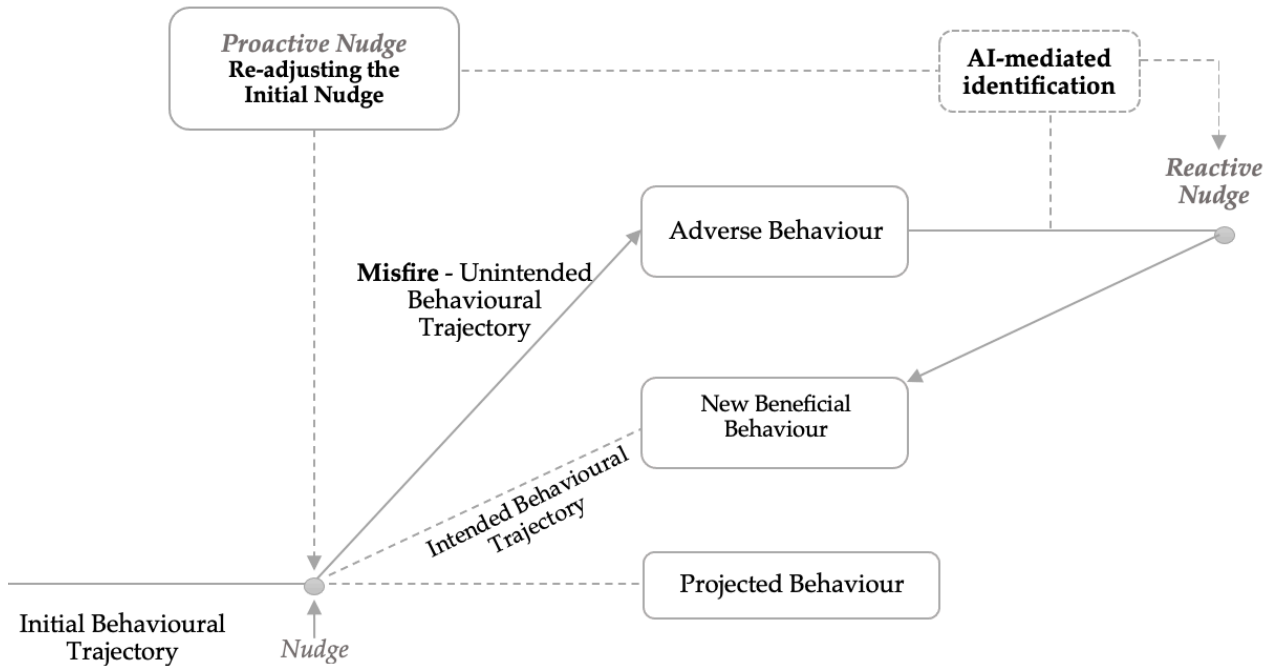 Proactive Nudge
Re-adjusting the
Initial Nudge
AI-mediated
identification
Reactive
Nudge
Adverse Behaviour
Misfire - Unintended
Behavioural
Trajectory
New Beneficial
Behaviour
Intended Behavioural
Trajectory
Projected Behaviour
Initial Behavioural
Trajectory
Nudge